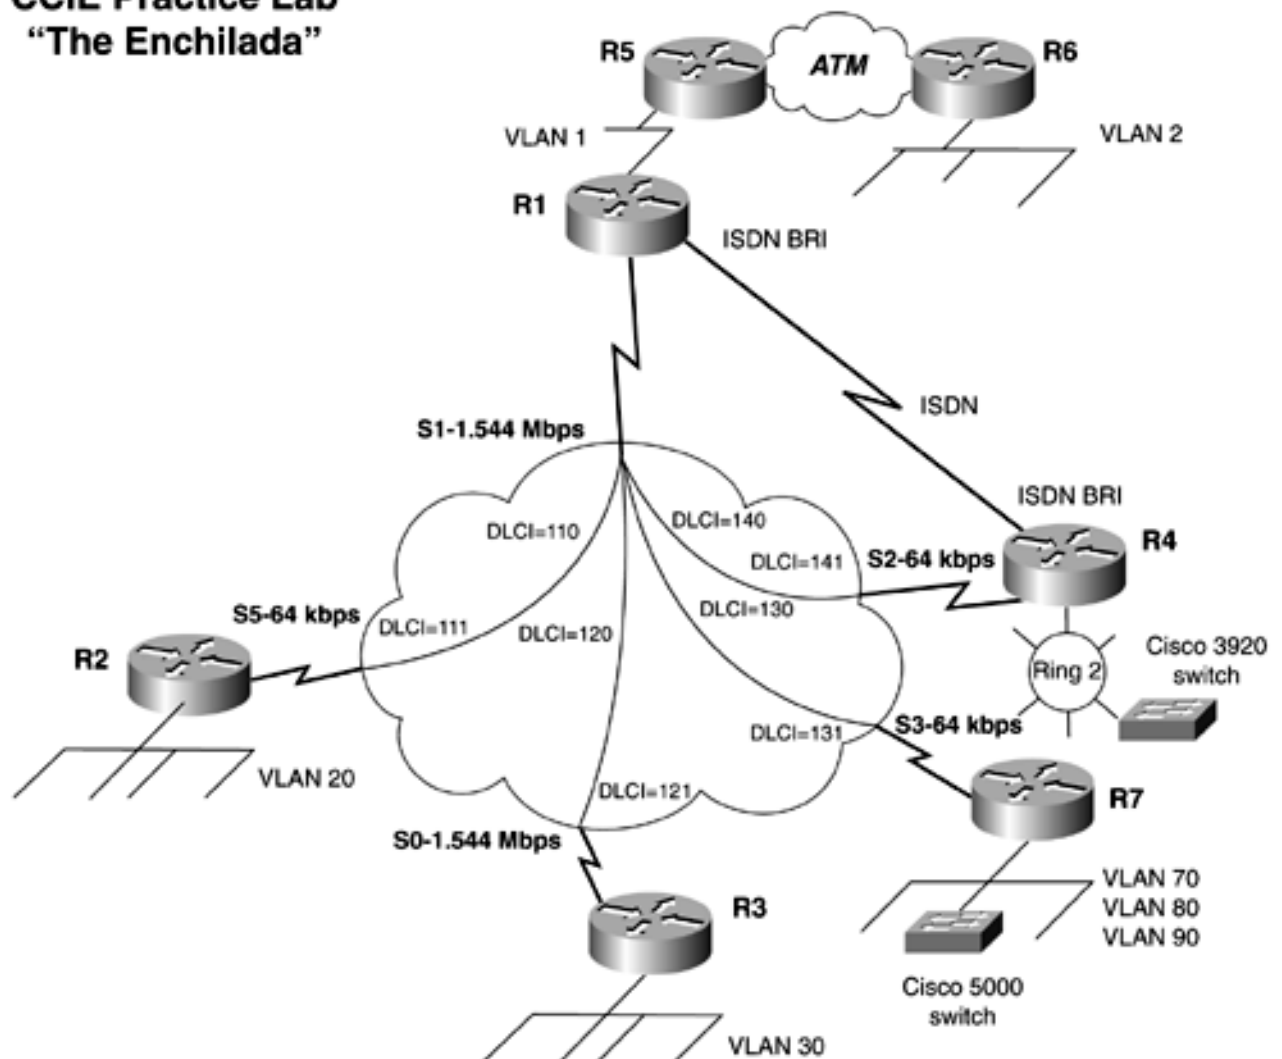 CCIE Practice Lab
“The Enchilada”
R5
ATM
R6
VLAN 1
VLAN 2
R1
ISDN BRI
ISDN
S1-1.544 Mbps
ISDN BRI
DLCI=110
DLCI=140
R4
DLCI=141
S2-64 kbps
S5-64 kbps
DLCI=111
DLCI=120
DLCI=130
R2
Ring 2
Cisco 3920
switch
DLCI=131
S3-64 kbps
VLAN 20
DLCI=121
R7
S0-1.544 Mbps
R3
VLAN 70
VLAN 80
VLAN 90
Cisco 5000
switch
VLAN 30